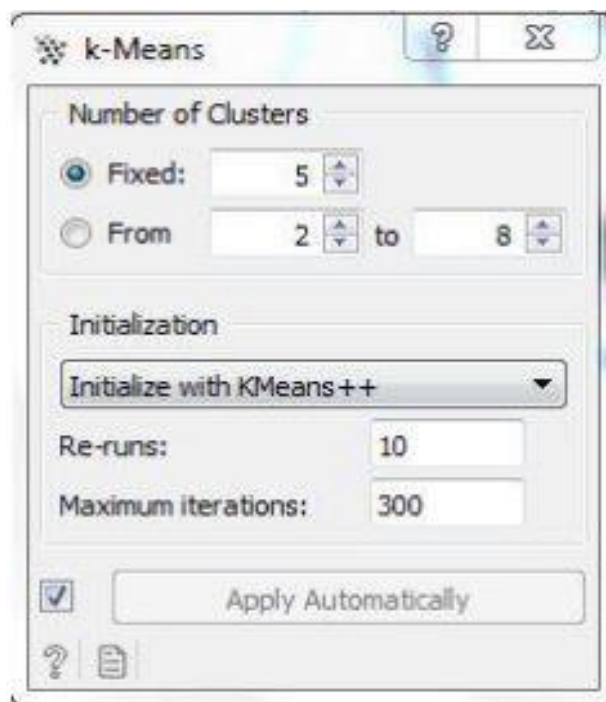 k-Means
Number of Clusters
Fixed: 5
From 2 to 8
Initialization
Initialize with KMeans++
Re-runs: 10
Maximum iterations: 300
Apply Automatically